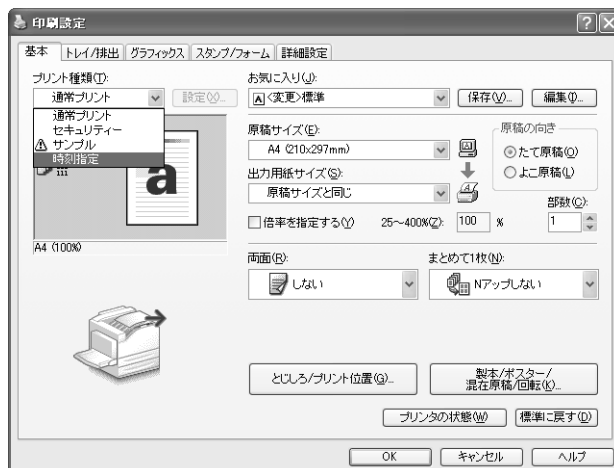 印刷設定
基本 トレイ/排出 グラフィックス スタンプ/フォーム 詳細設定
プリント種類(T):
通常プリント 設定(X)...
通常プリント
セキュリティー
サンプル
時刻指定
a
A4 (100%)
お気に入り(J):
A <変更>標準 保存(V)... 編集(I)...
原稿サイズ(E):
A4 (210x297mm)
出力用紙サイズ(S):
原稿サイズと同じ
原稿の向き
たて原稿(O)
よこ原稿(L)
倍率を指定する(Y) 25~400%(Z): 100 %
部数(C):
1
両面(R):
しない
まとめて1枚(N):
Nアップしない
とじしろ/プリント位置(G)...
製本/ポスター/
混在原稿/回転(K)...
プリンタの状態(W) 標準に戻す(D)
OK キャンセル ヘルプ